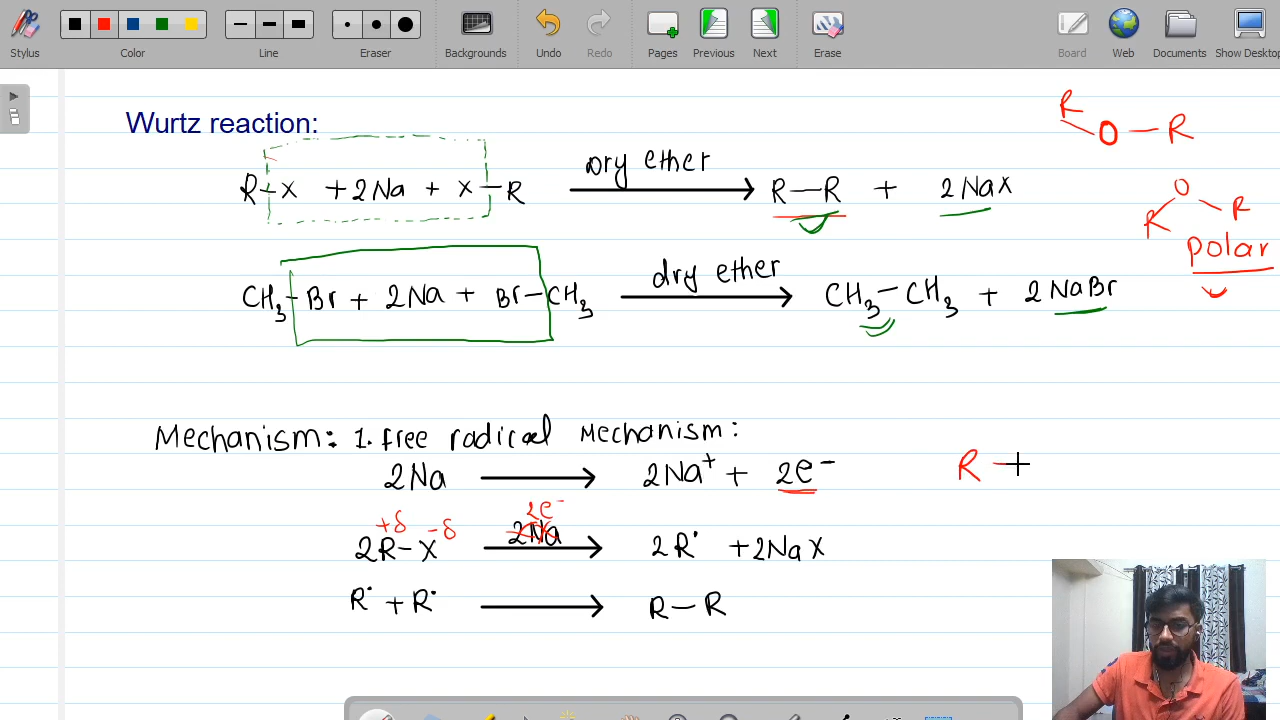 Stylus Color Line Eraser Backgrounds Undo Redo Pages Previous Next Erase Board Web Documents Show Desktop
Wurtz reaction:
R-X + 2Na + X-R Dry ether → R-R + 2NaX
R-O-R
R-O-R
polar
CH3-Br + 2Na + Br-CH3 dry ether → CH3-CH3 + 2NaBr
Mechanism: 1. free radical Mechanism:
2Na → 2Na+ + 2e-
R-
2R-X +δ -δ 2Na 2e- → 2R• + 2NaX
R• + R• → R-R